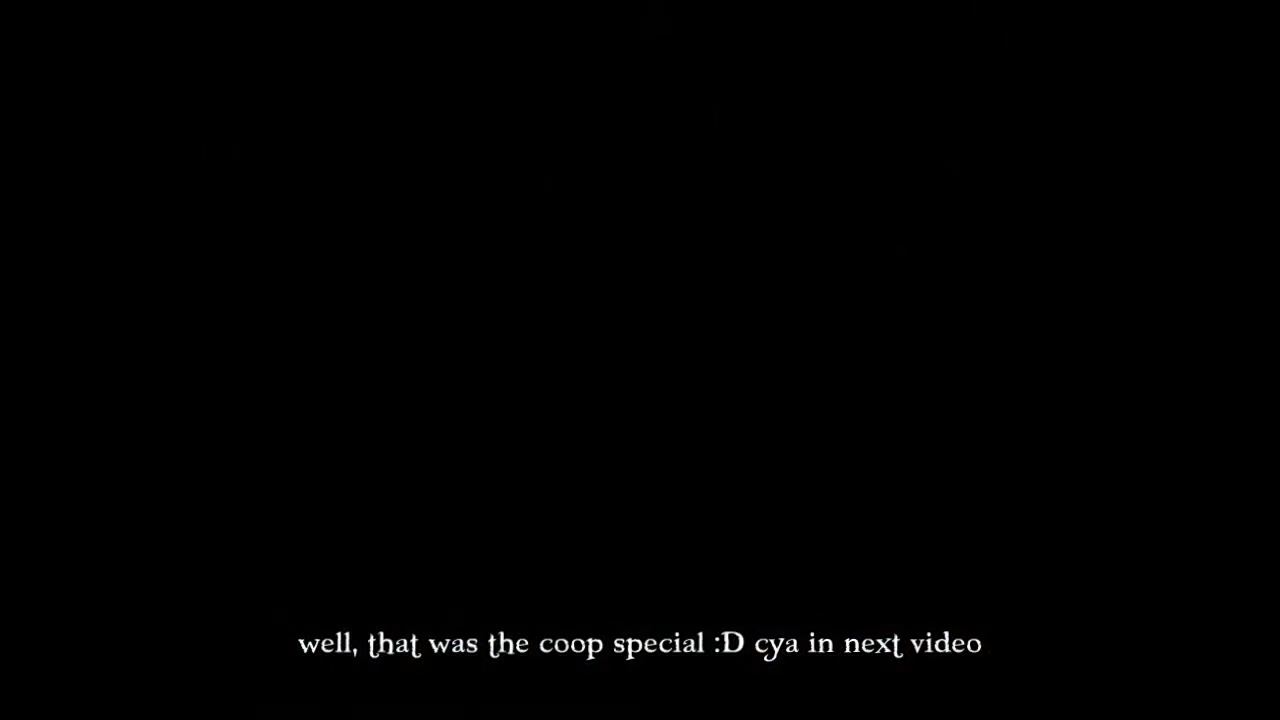 well, that was the coop special :D cya in next video